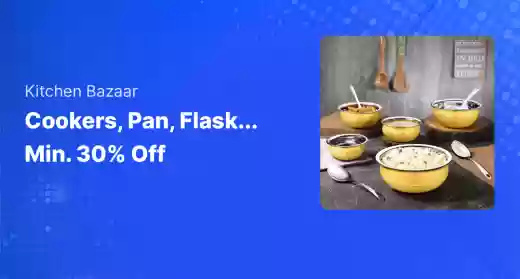 Kitchen Bazaar
Cookers, Pan, Flask...
Min. 30% Off